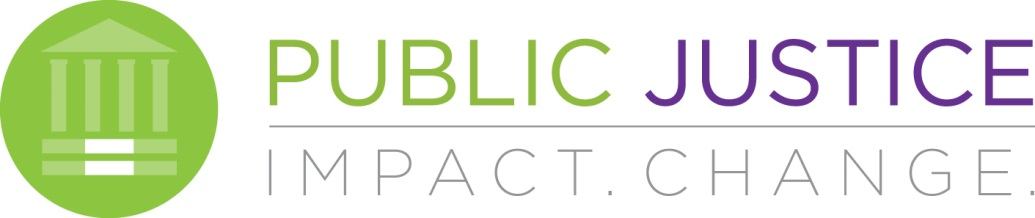 PUBLIC JUSTICE
IMPACT. CHANGE.